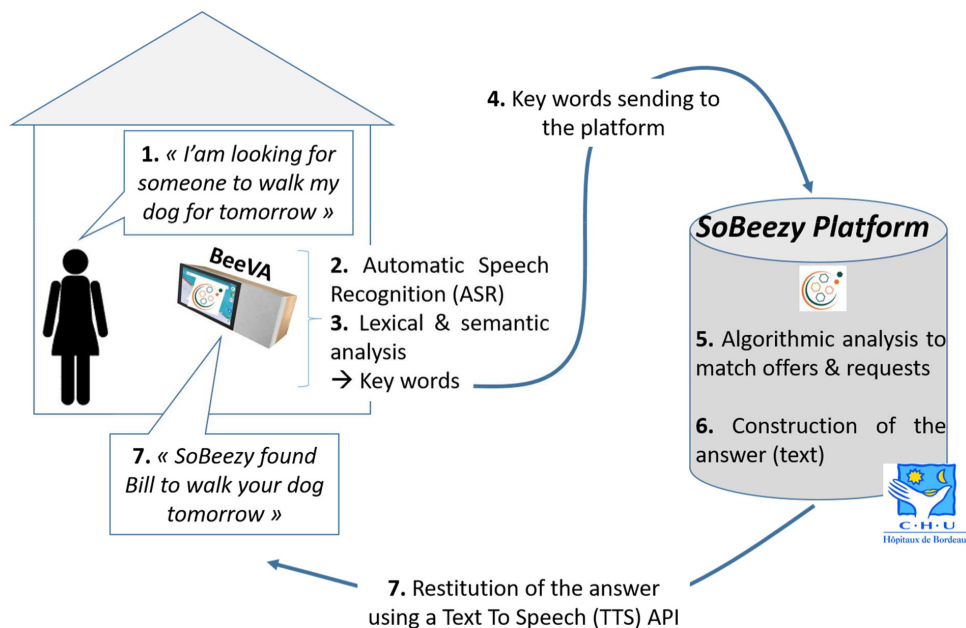 1. « I'am looking for
someone to walk my
dog for tomorrow »
BeeVA
2. Automatic Speech
Recognition (ASR)
3. Lexical & semantic
analysis
→ Key words
4. Key words sending to
the platform
SoBeezy Platform
5. Algorithmic analysis to
match offers & requests
6. Construction of the
answer (text)
C·H·U
Hôpitaux de Bordeau
7. « SoBeezy found
Bill to walk your dog
tomorrow »
7. Restitution of the answer
using a Text To Speech (TTS) API